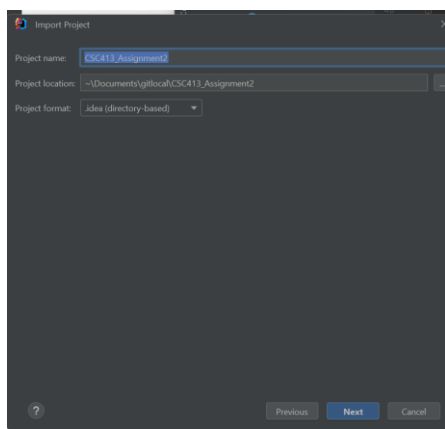 Import Project
Project name: CSC413_Assignment2
Project location: ~\Documents\gitlocal\CSC413_Assignment2 ...
Project format: .idea (directory-based)
? Previous Next Cancel